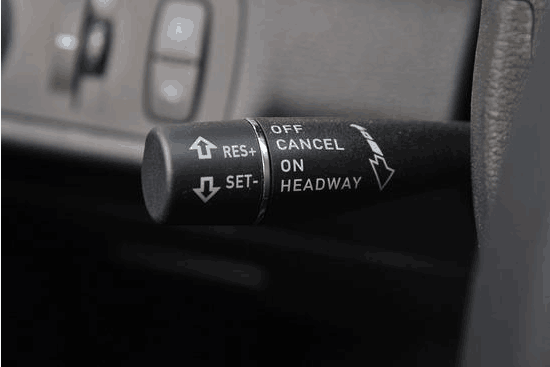 RES+
SET-
OFF
CANCEL
ON
HEADWAY